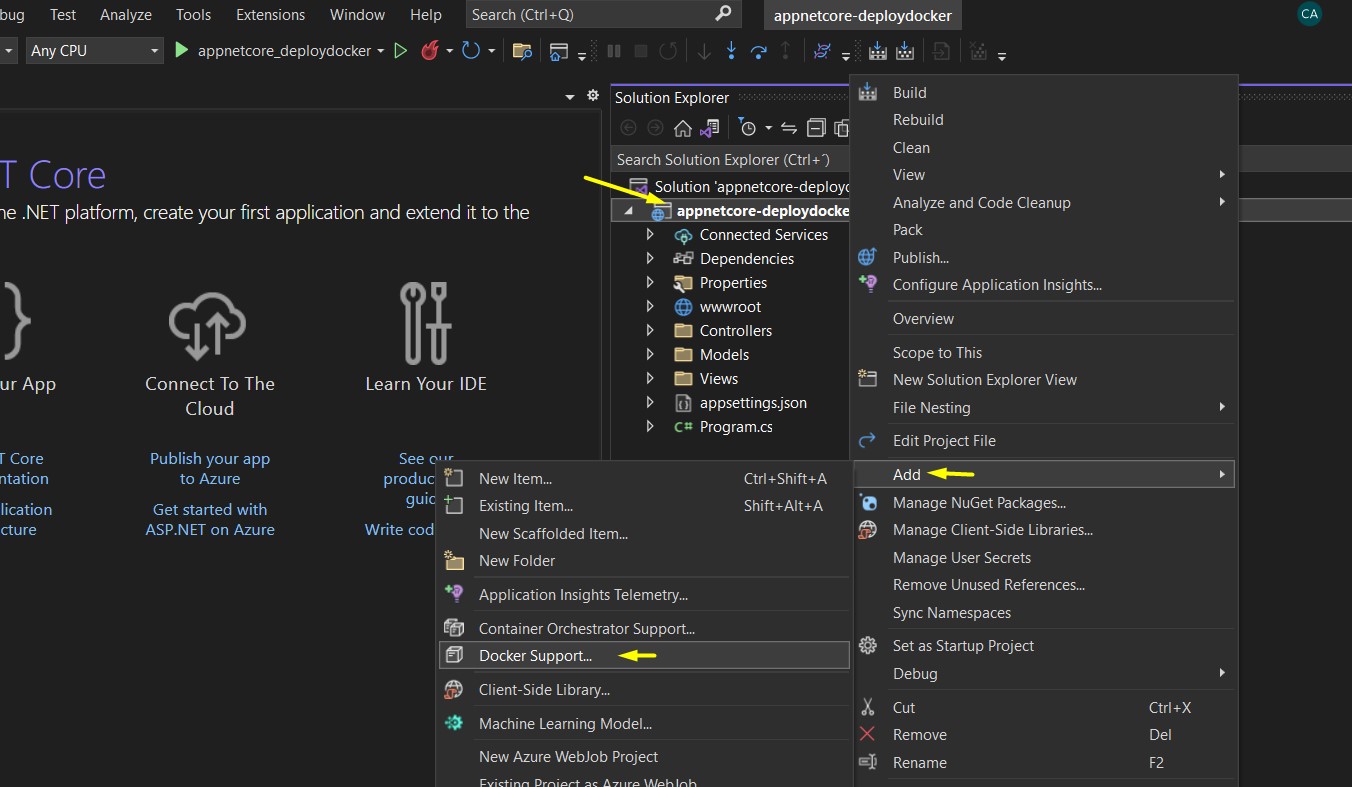 bug Test Analyze Tools Extensions Window Help Search (Ctrl+Q) appnetcore-deploydocker CA
Any CPU appnetcore_deploydocker
T Core
he .NET platform, create your first application and extend it to the
ur App
Connect To The
Cloud
Learn Your IDE
T Core
ntation
lication
cture
Publish your app
to Azure
Get started with
ASP.NET on Azure
See our
produc
guid
Write cod
Solution Explorer
Search Solution Explorer (Ctrl+´)
Solution 'appnetcore-deployd
appnetcore-deploydocke
Connected Services
Dependencies
Properties
wwwroot
Controllers
Models
Views
appsettings.json
C# Program.cs
Build
Rebuild
Clean
View
Analyze and Code Cleanup
Pack
Publish...
Configure Application Insights...
Overview
Scope to This
New Solution Explorer View
File Nesting
Edit Project File
Add
Manage NuGet Packages...
Manage Client-Side Libraries...
Manage User Secrets
Remove Unused References...
Sync Namespaces
Set as Startup Project
Debug
Cut Ctrl+X
Remove Del
Rename F2
New Item... Ctrl+Shift+A
Existing Item... Shift+Alt+A
New Scaffolded Item...
New Folder
Application Insights Telemetry...
Container Orchestrator Support...
Docker Support...
Client-Side Library...
Machine Learning Model...
New Azure WebJob Project
Existing Project as Azure WebJob